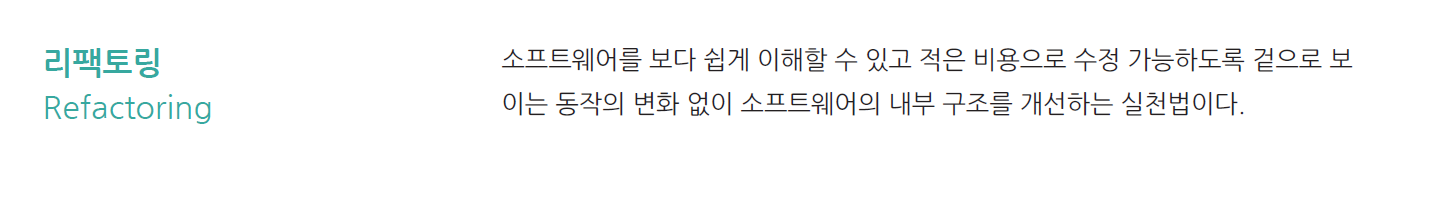 리팩토링
Refactoring
소프트웨어를 보다 쉽게 이해할 수 있고 적은 비용으로 수정 가능하도록 겉으로 보
이는 동작의 변화 없이 소프트웨어의 내부 구조를 개선하는 실천법이다.